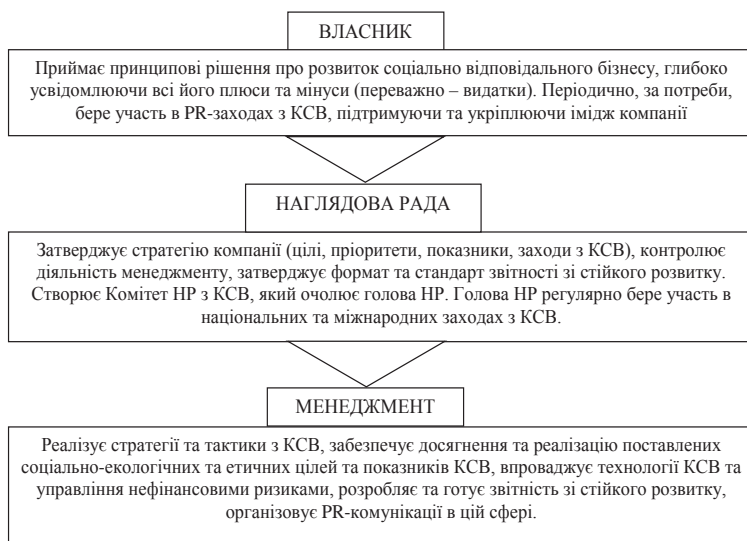 ВЛАСНИК
Приймає принципові рішення про розвиток соціально відповідального бізнесу, глибоко
усвідомлюючи всі його плюси та мінуси (переважно – видатки). Періодично, за потреби,
бере участь в PR-заходах з КСВ, підтримуючи та укріплюючи імідж компанії
НАГЛЯДОВА РАДА
Затверджує стратегію компанії (цілі, пріоритети, показники, заходи з КСВ), контролює
діяльність менеджменту, затверджує формат та стандарт звітності зі стійкого розвитку.
Створює Комітет НР з КСВ, який очолює голова НР. Голова НР регулярно бере участь в
національних та міжнародних заходах з КСВ.
МЕНЕДЖМЕНТ
Реалізує стратегії та тактики з КСВ, забезпечує досягнення та реалізацію поставлених
соціально-екологічних та етичних цілей та показників КСВ, впроваджує технології КСВ та
управління нефінансовими ризиками, розробляє та готує звітність зі стійкого розвитку,
організовує PR-комунікації в цій сфері.